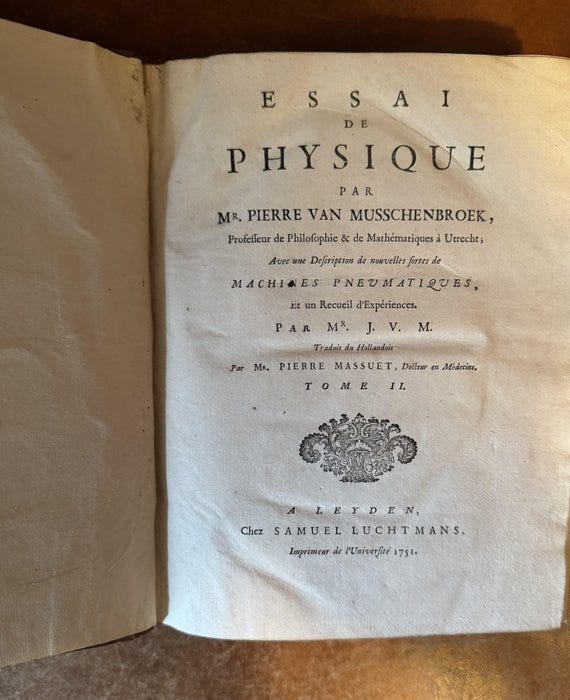 ESSAI
DE
PHYSIQUE
PAR
MR. PIERRE VAN MUSSCHENBROEK,
Profeſſeur de Philoſophie & de Mathématiques à Utrecht;
Avec une Deſcription de nouvelles ſortes de
MACHINES PNEVMATIQVES,
Et un Recueil d'Expériences.
PAR MR. J. V. M.
Traduit du Hollandois
Par MR. PIERRE MASSUET, Docteur en Médecine.
TOME II.
A LEYDEN,
Chez SAMUEL LUCHTMANS,
Imprimeur de l'Univerſité 1751.